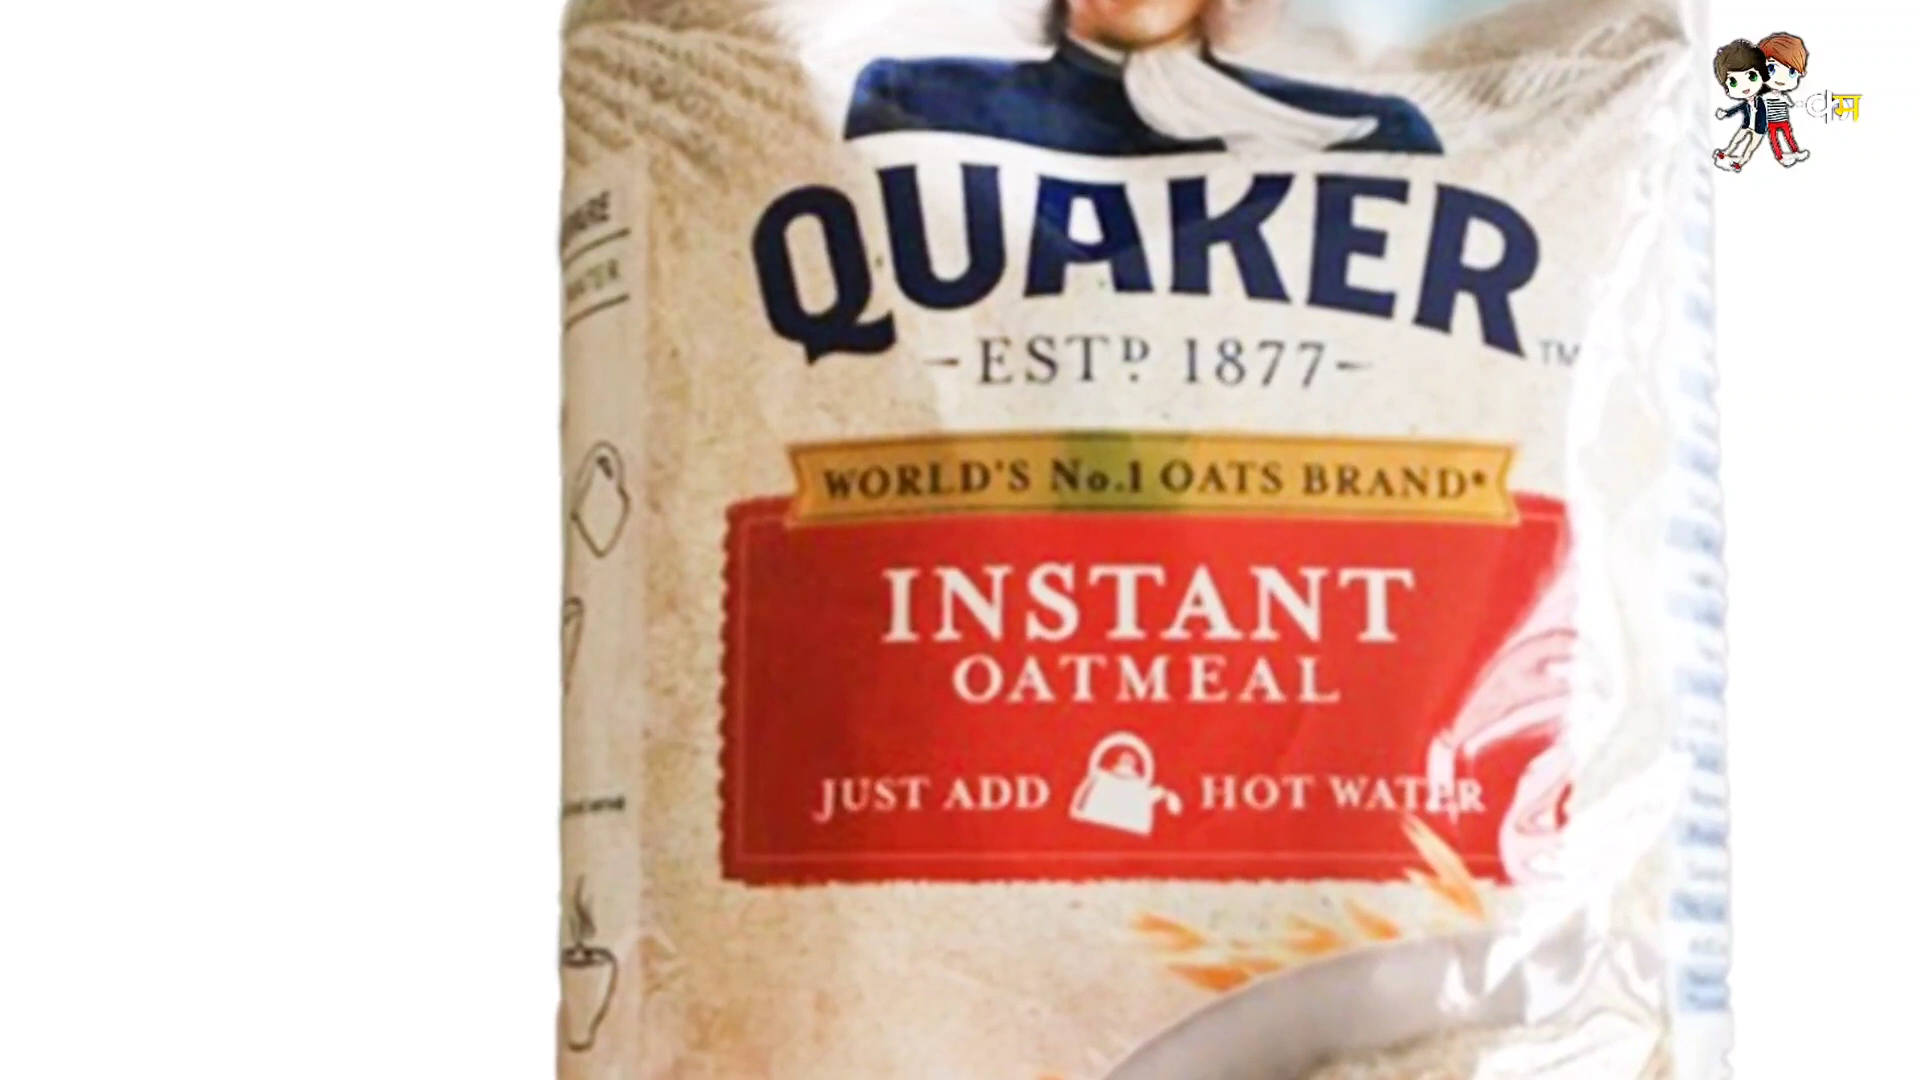 QUAKER
TM
-ESTD. 1877-
WORLD'S No.1 OATS BRAND*
INSTANT
OATMEAL
JUST ADD HOT WATER